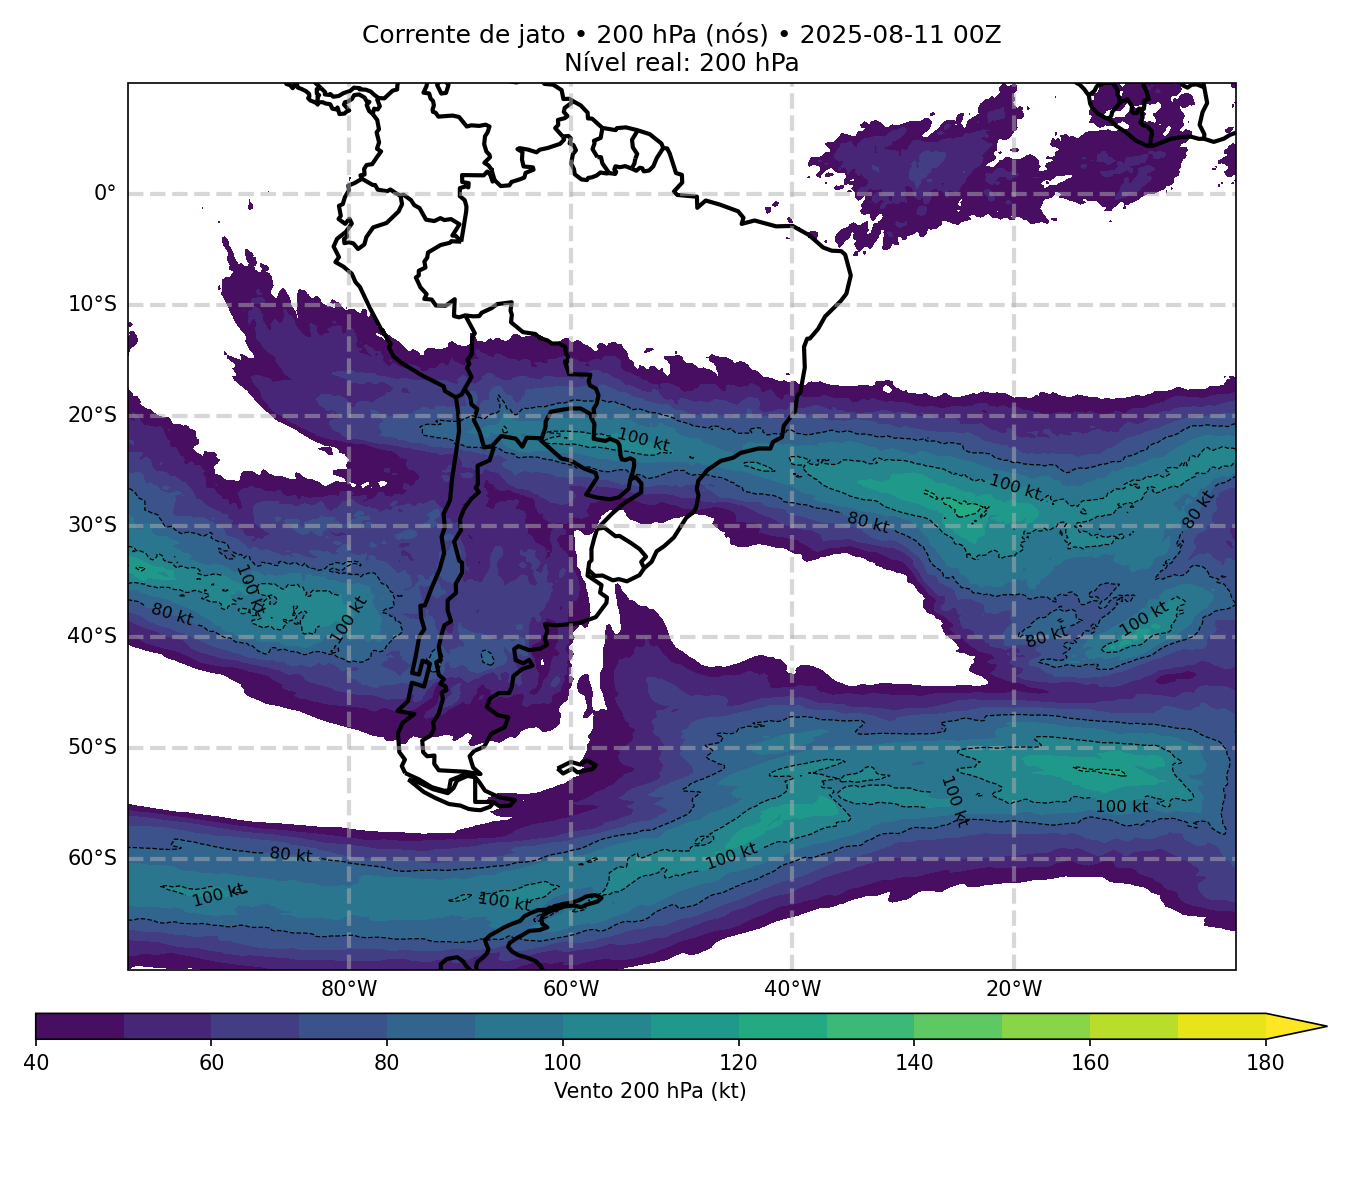 Corrente de jato • 200 hPa (nós) • 2025-08-11 00Z
Nível real: 200 hPa
0°
10°S
20°S
30°S
40°S
50°S
60°S
100 kt
100 kt
80 kt
80 kt
100 kt
100 kt
80 kt
100 kt
80 kt
100 kt
100 kt
100 kt
80 kt
100 kt
100 kt
80°W
60°W
40°W
20°W
40
60
80
100
120
140
160
180
Vento 200 hPa (kt)